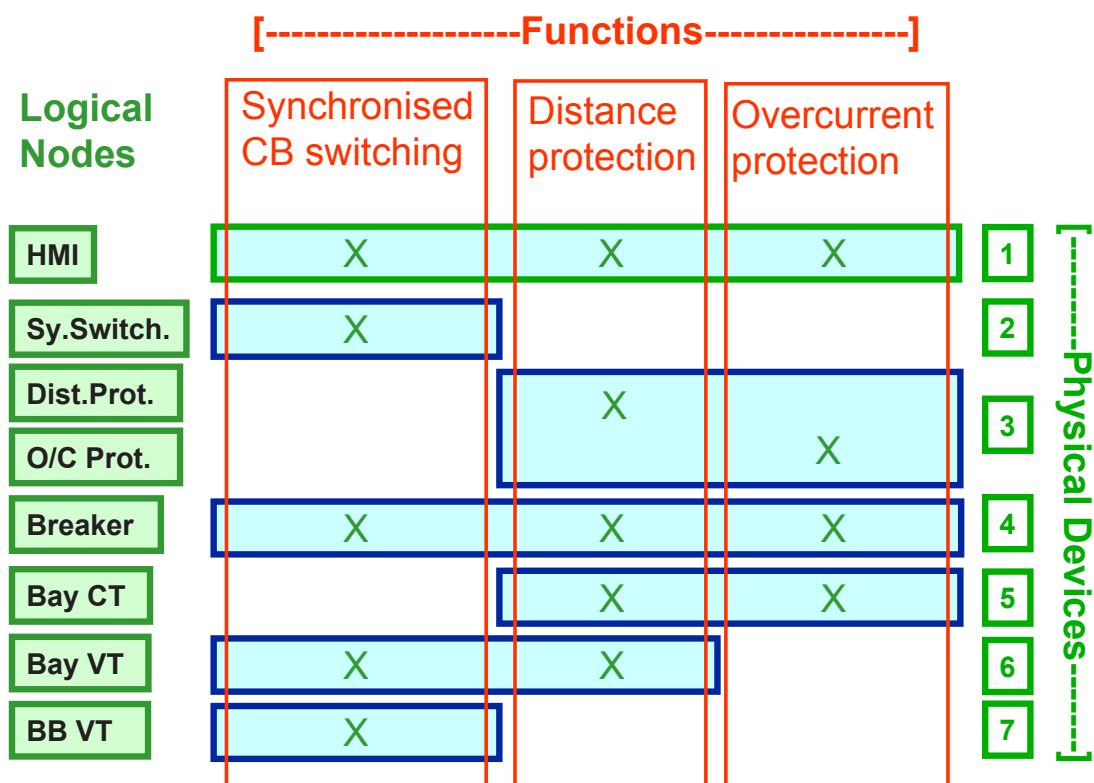 [--------------------Functions----------------]
Logical
Nodes
Synchronised
CB switching
Distance
protection
Overcurrent
protection
HMI X X X 1
Sy.Switch. X 2
Dist.Prot. X
3
O/C Prot. X
Breaker X X X 4
Bay CT X X 5
Bay VT X X 6
BB VT X 7
[----------Physical Devices-------]